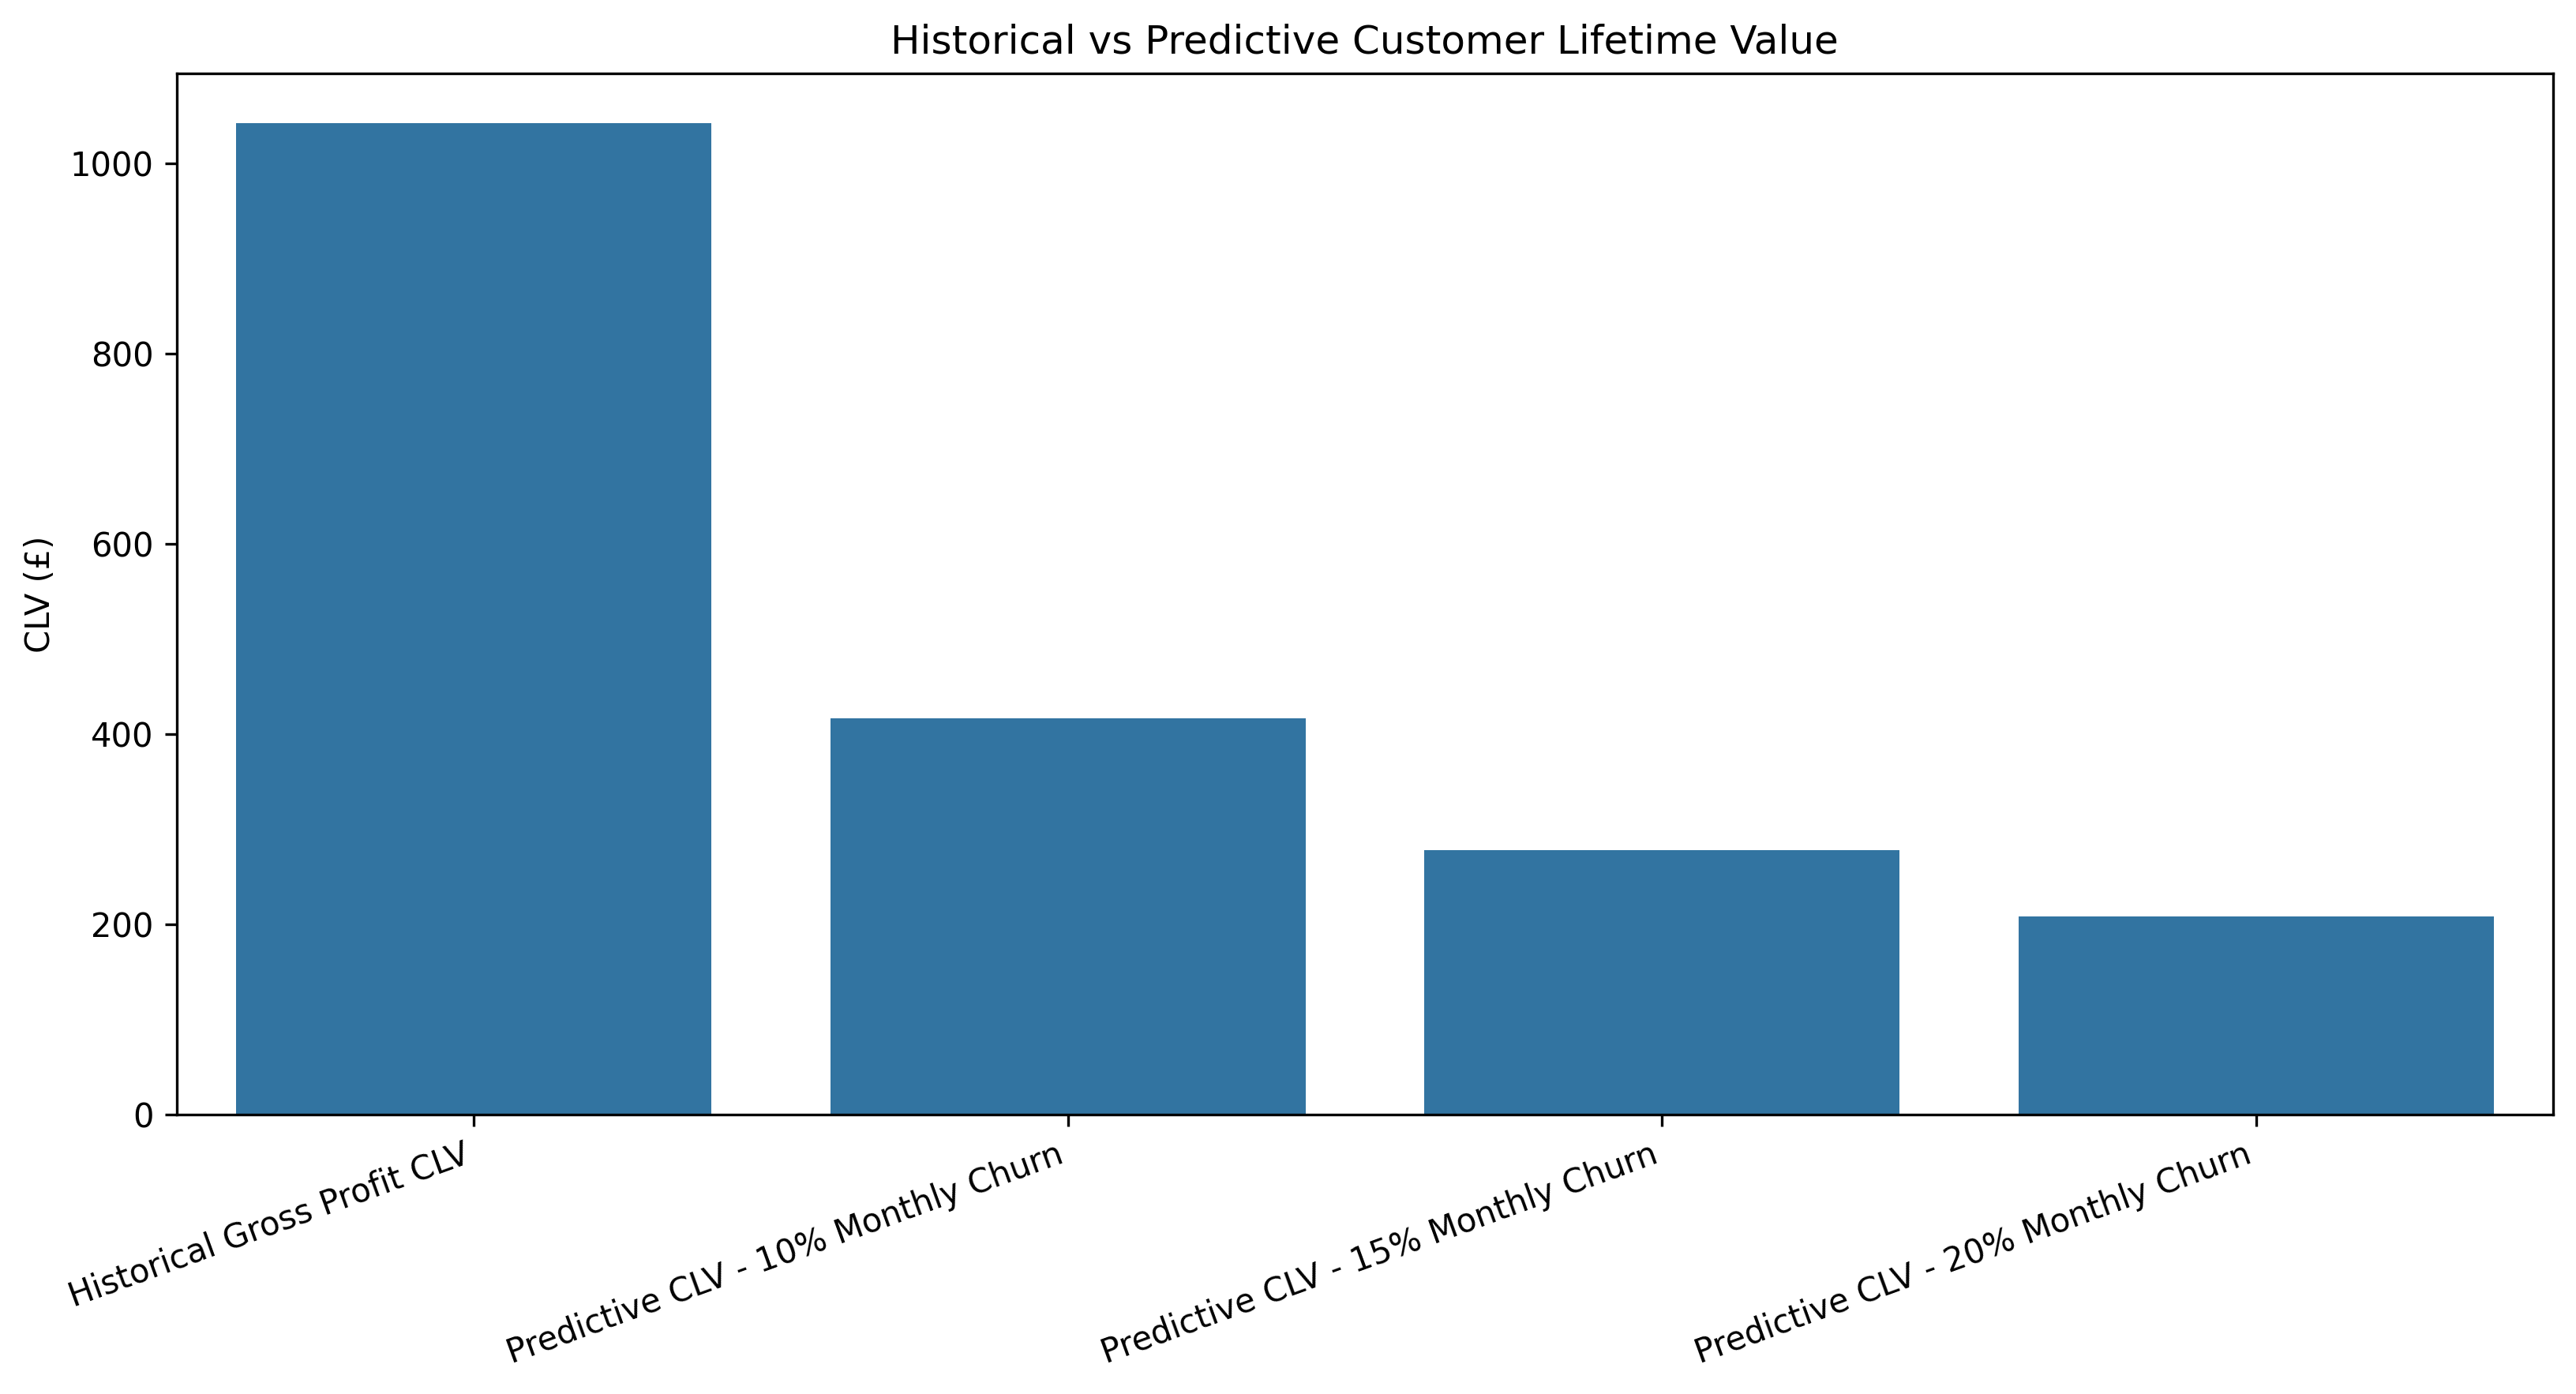 Historical vs Predictive Customer Lifetime Value
CLV (£)
1000
800
600
400
200
0
Historical Gross Profit CLV
Predictive CLV - 10% Monthly Churn
Predictive CLV - 15% Monthly Churn
Predictive CLV - 20% Monthly Churn